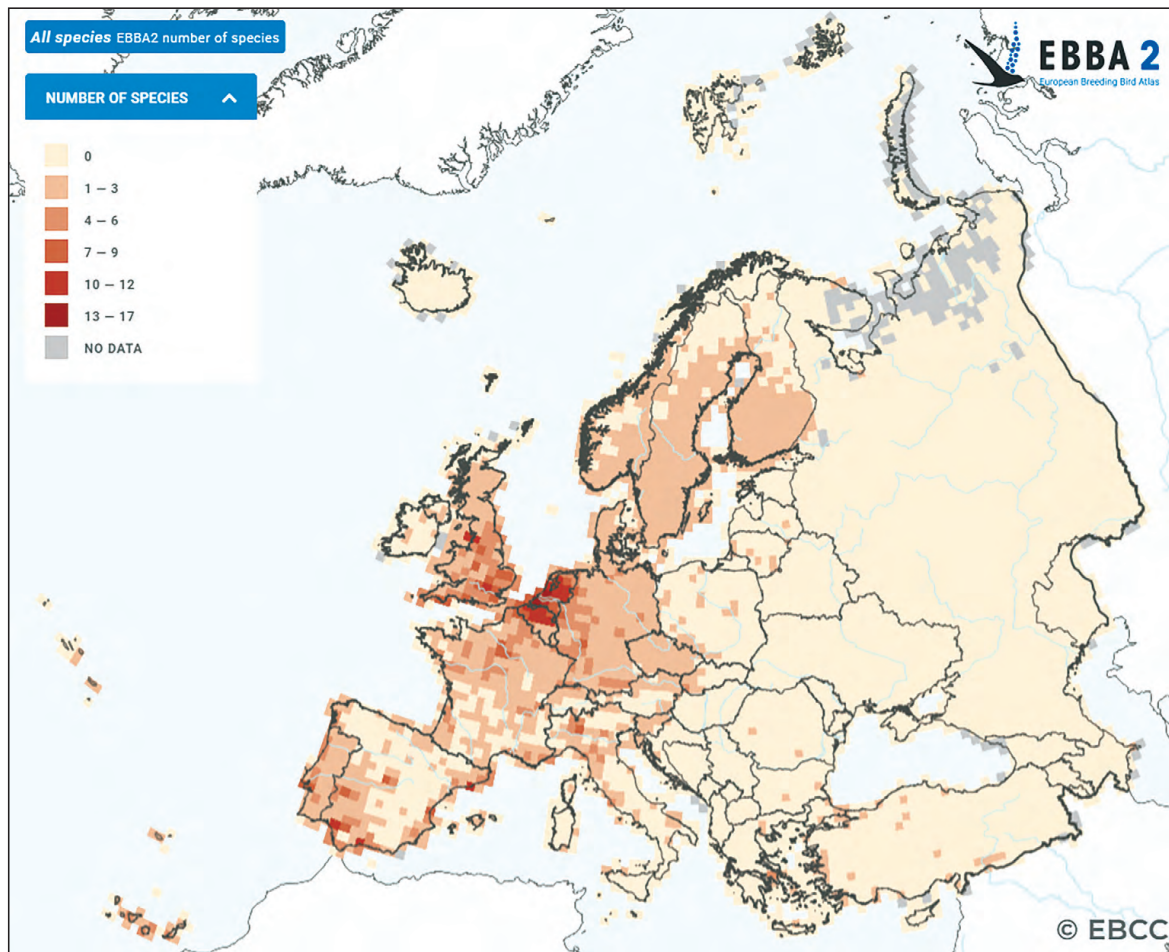 All species EBBA2 number of species
NUMBER OF SPECIES
0
1 — 3
4 — 6
7 — 9
10 — 12
13 — 17
NO DATA
EBBA 2
European Breeding Bird Atlas
© EBCC